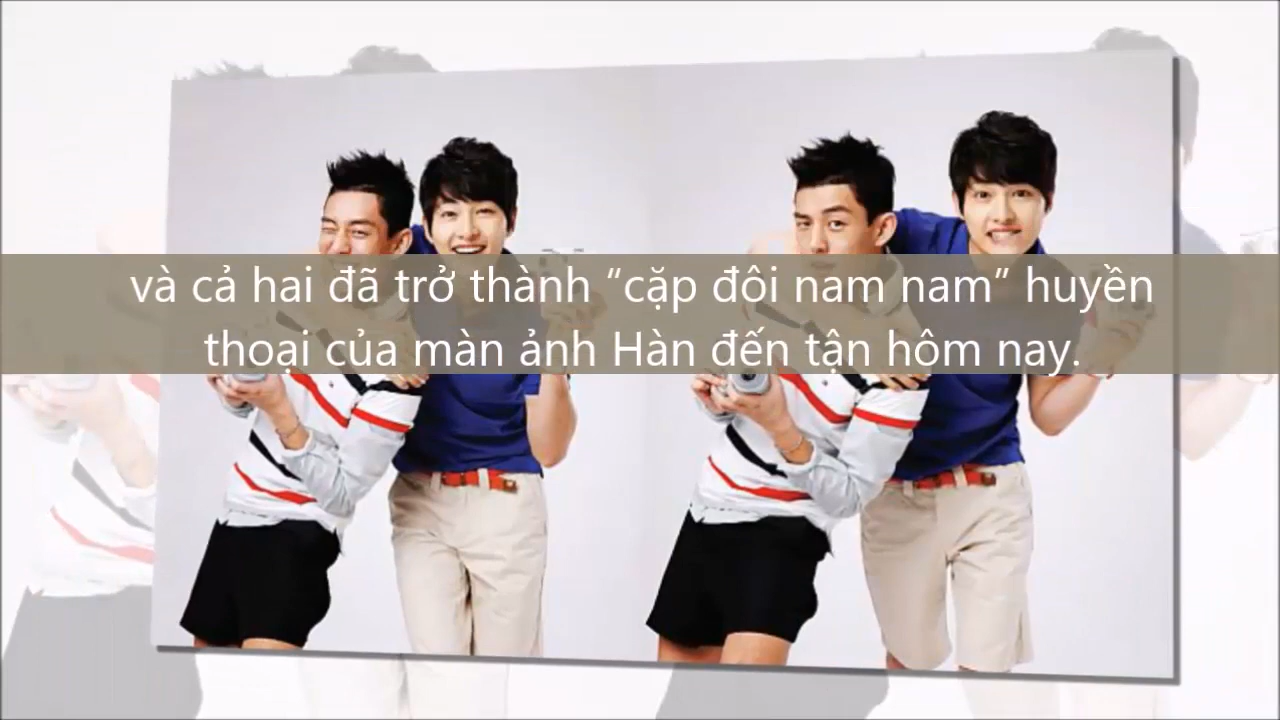 và cả hai đã trở thành “cặp đôi nam nam” huyền
thoại của màn ảnh Hàn đến tận hôm nay.